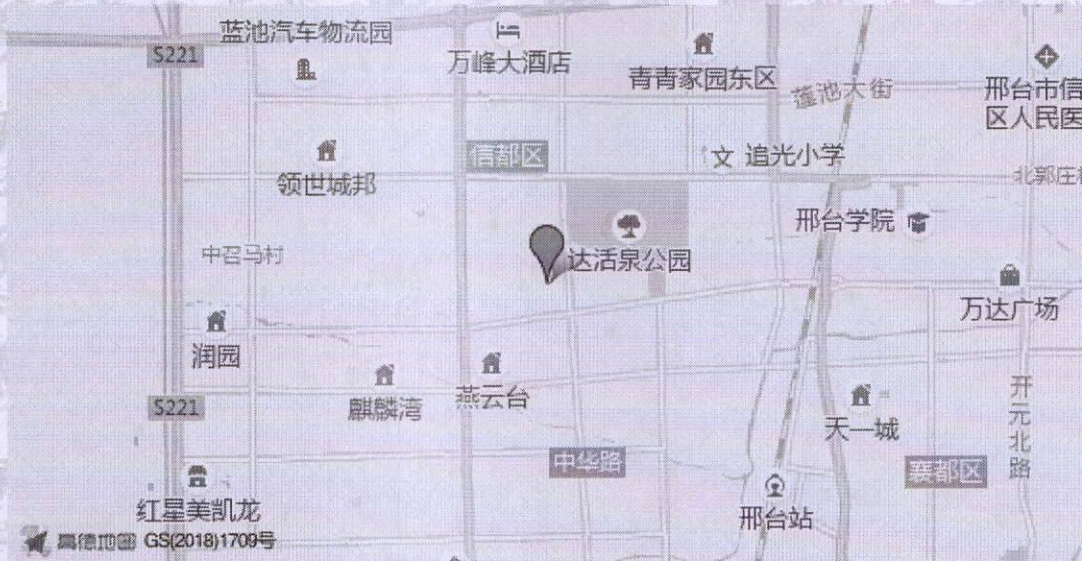 蓝池汽车物流园
S221
万峰大酒店
青青家园东区
蓬池大街
邢台市信
区人民医
领世城邦
信都区
文 追光小学
北郭庄村
中召马村
达活泉公园
邢台学院
万达广场
润园
麒麟湾
燕云台
S221
天一城
开元北路
中华路
襄都区
红星美凯龙
邢台站
高德地图 GS(2018)1709号